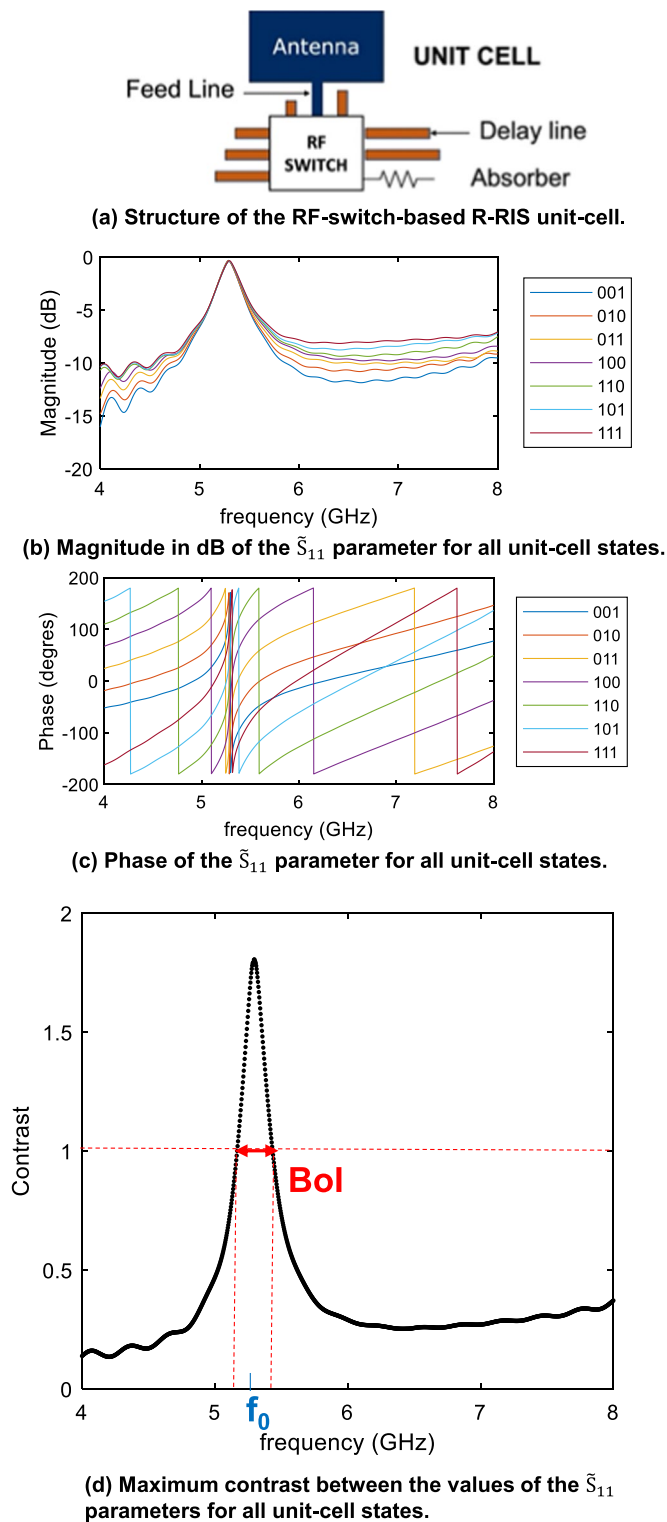 Antenna
UNIT CELL
Feed Line
RF
SWITCH
Delay line
Absorber
(a) Structure of the RF-switch-based R-RIS unit-cell.
0
-5
-10
-15
-20
Magnitude (dB)
4 5 6 7 8
frequency (GHz)
001
010
011
100
110
101
111
(b) Magnitude in dB of the S̃₁₁ parameter for all unit-cell states.
200
100
0
-100
-200
Phase (degres)
4 5 6 7 8
frequency (GHz)
001
010
011
100
110
101
111
(c) Phase of the S̃₁₁ parameter for all unit-cell states.
2
1.5
1
0.5
0
Contrast
BoI
4 5 6 7 8
f₀
frequency (GHz)
(d) Maximum contrast between the values of the S̃₁₁
parameters for all unit-cell states.